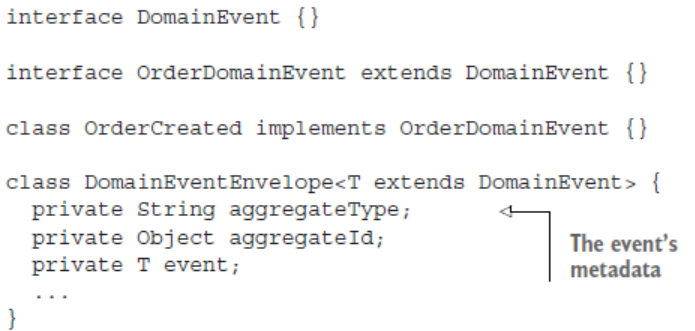 interface DomainEvent {}
interface OrderDomainEvent extends DomainEvent {}
class OrderCreated implements OrderDomainEvent {}
class DomainEventEnvelope<T extends DomainEvent> {
private String aggregateType;
private Object aggregateId;
private T event;
...
}
The event's
metadata